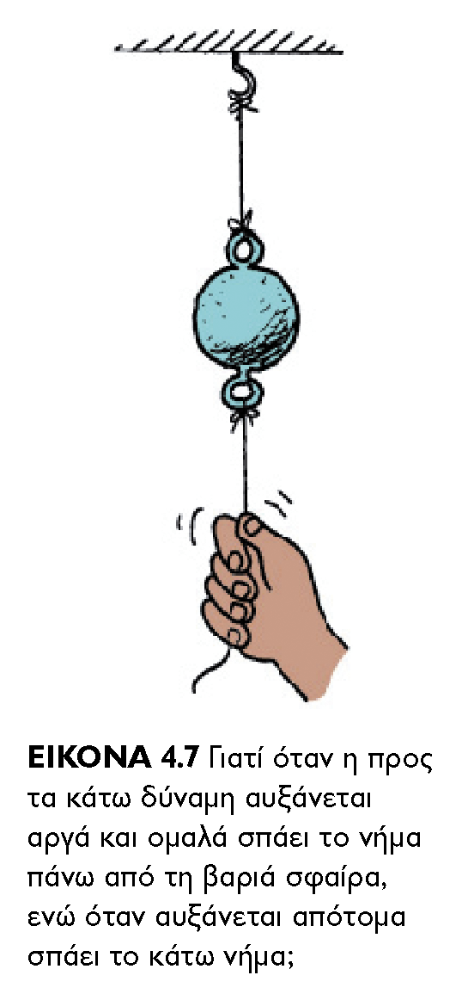 ΕΙΚΟΝΑ 4.7 Γιατί όταν η προς
τα κάτω δύναμη αυξάνεται
αργά και ομαλά σπάει το νήμα
πάνω από τη βαριά σφαίρα,
ενώ όταν αυξάνεται απότομα
σπάει το κάτω νήμα;